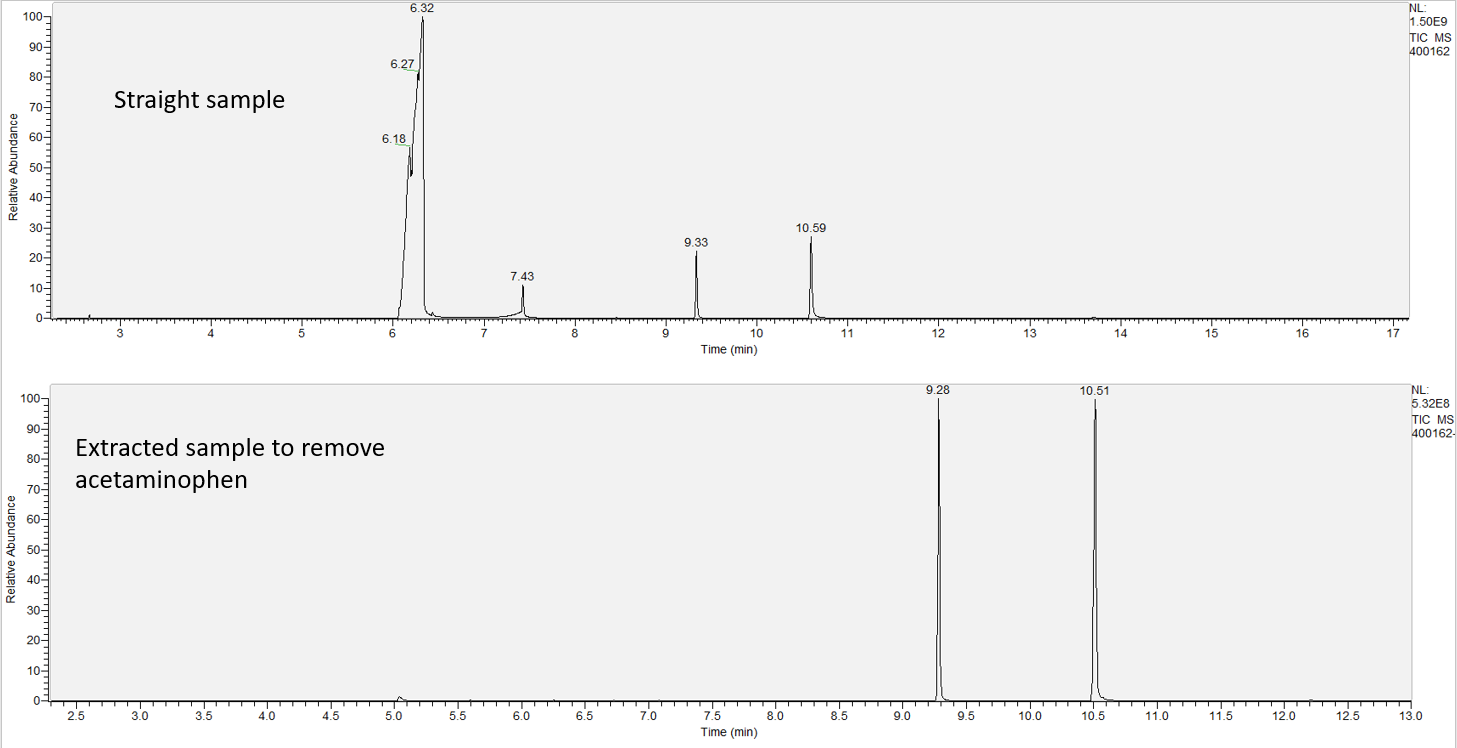 6.32
NL:
1.50E9
TIC MS
400162
6.27
6.18
Straight sample
10.59
9.33
7.43
100
90
80
70
60
50
40
30
20
10
0
Relative Abundance
3 4 5 6 7 8 9 10 11 12 13 14 15 16 17
Time (min)
9.28 10.51
NL:
5.32E8
TIC MS
400162-
Extracted sample to remove
acetaminophen
100
90
80
70
60
50
40
30
20
10
0
Relative Abundance
2.5 3.0 3.5 4.0 4.5 5.0 5.5 6.0 6.5 7.0 7.5 8.0 8.5 9.0 9.5 10.0 10.5 11.0 11.5 12.0 12.5 13.0
Time (min)